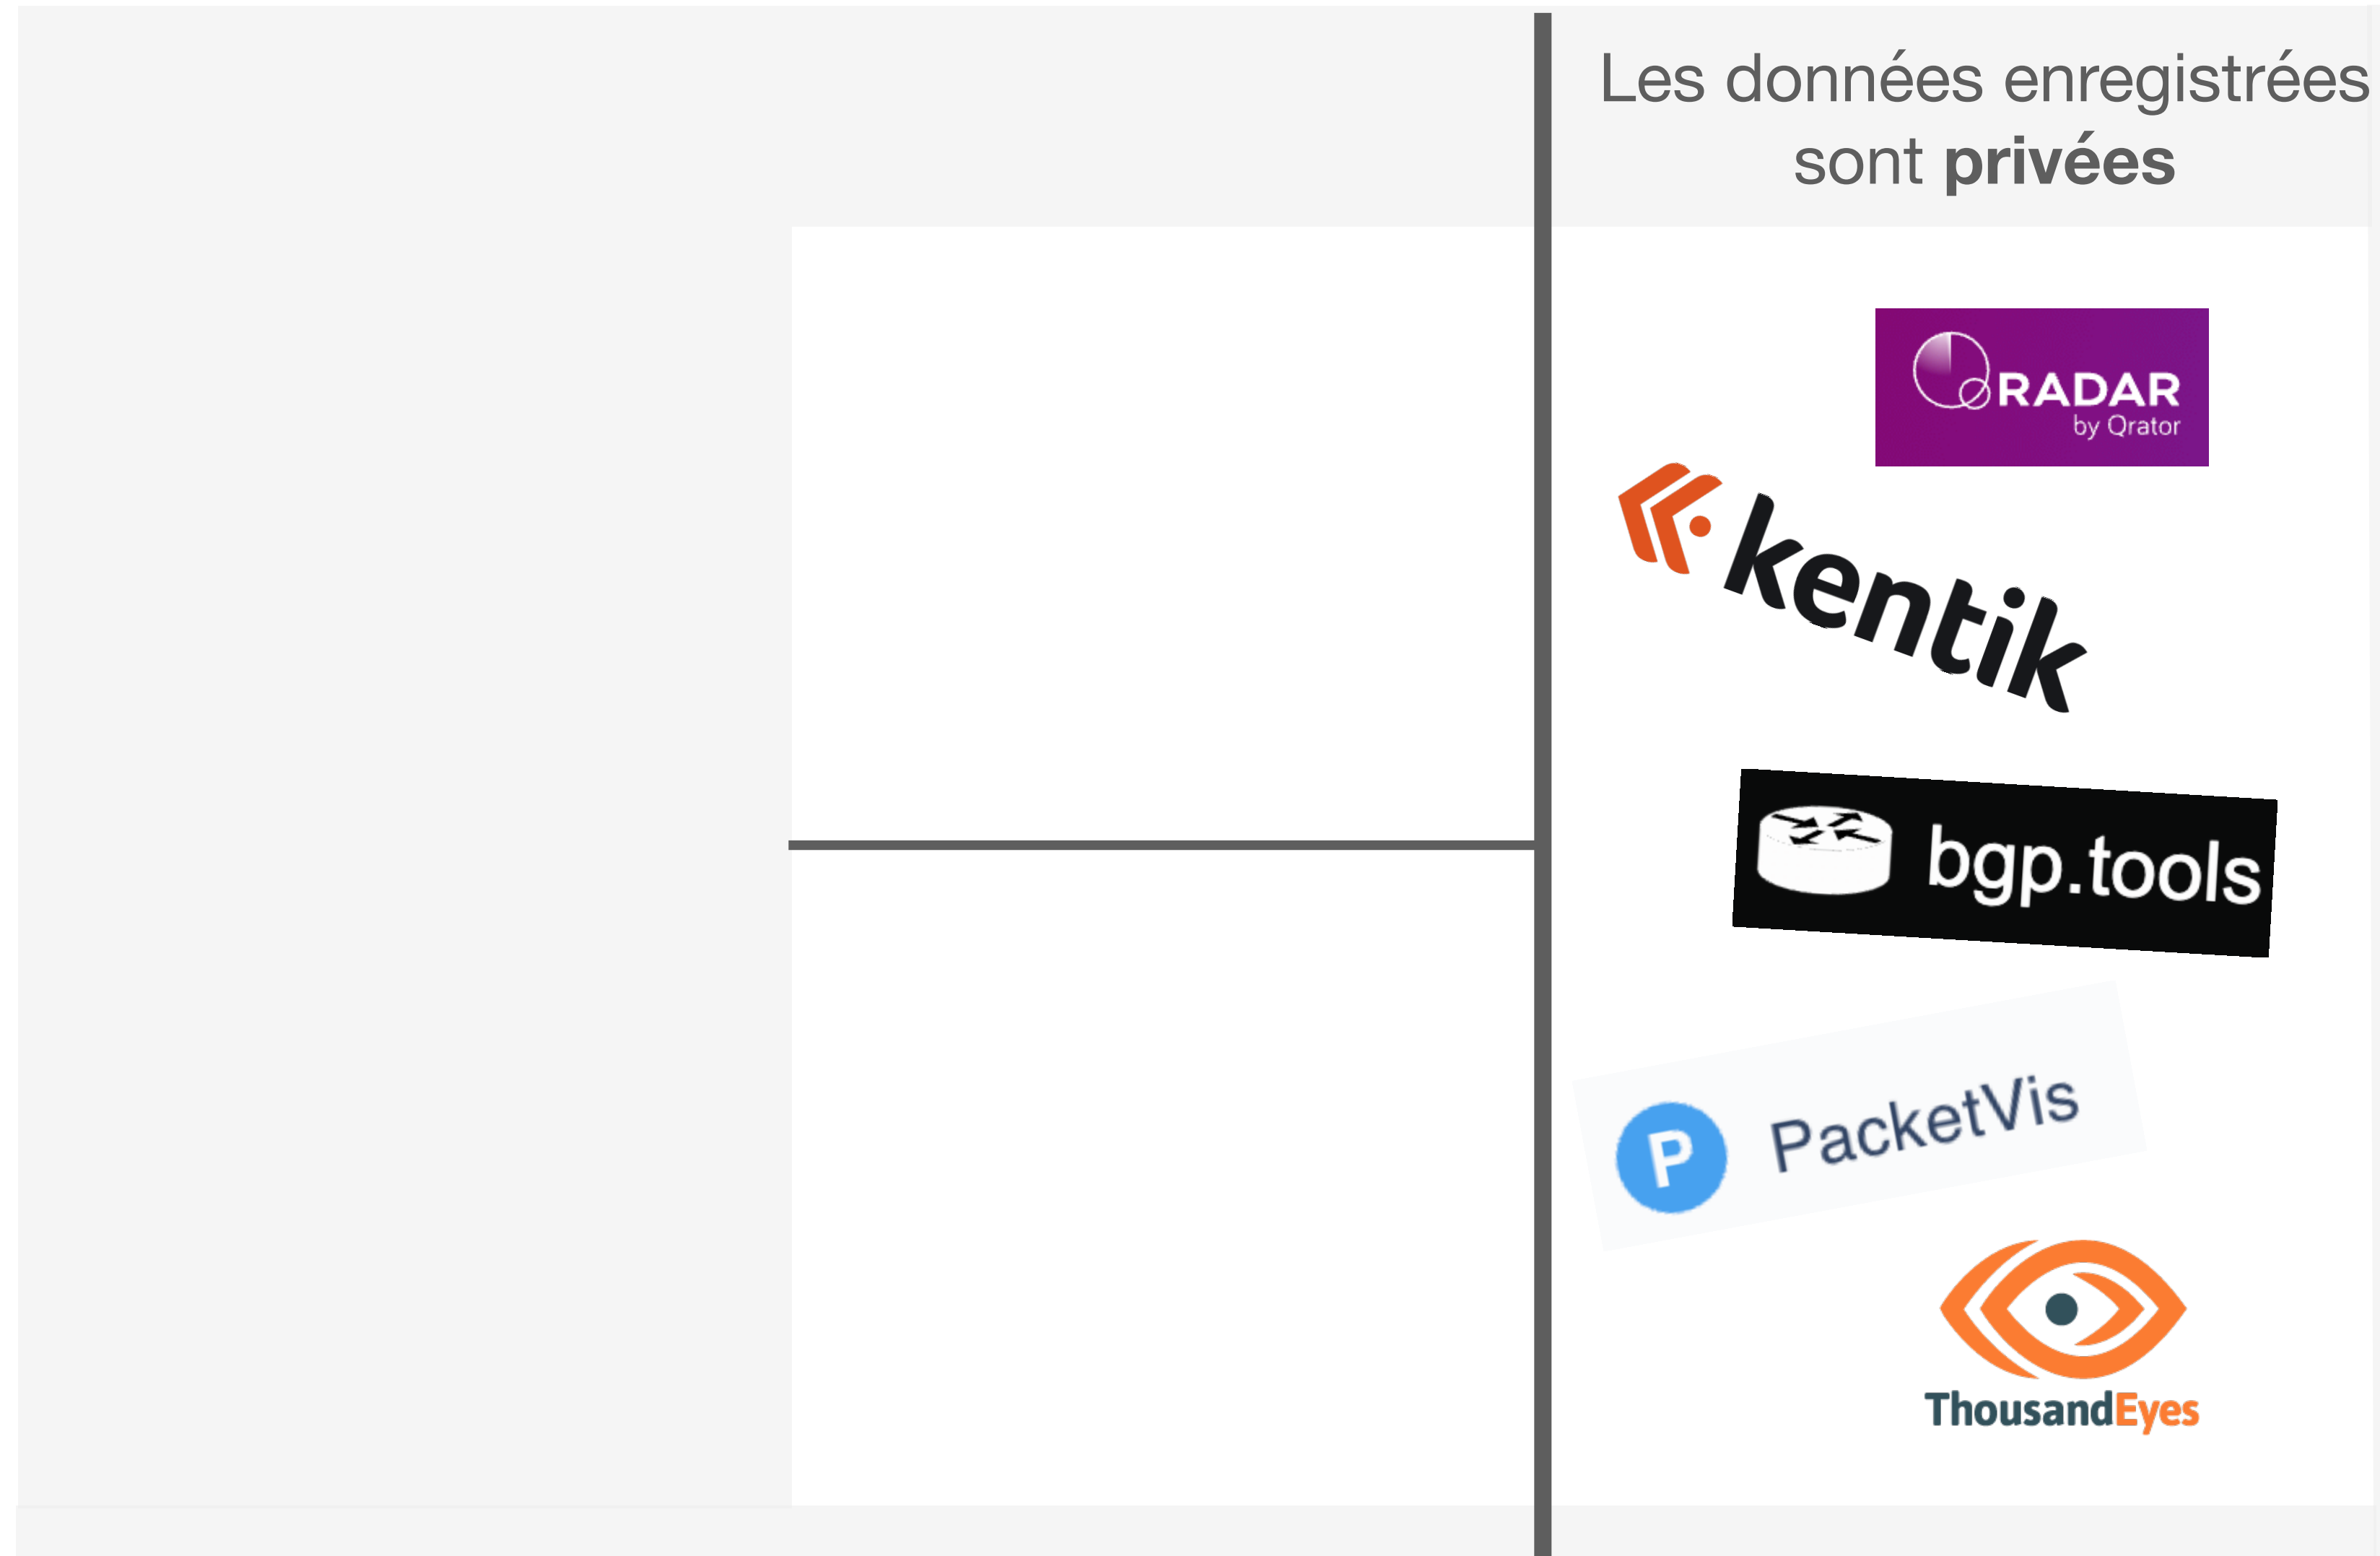 Les données enregistrées
sont privées
RADAR
by Qrator
kentik
bgp.tools
P PacketVis
ThousandEyes